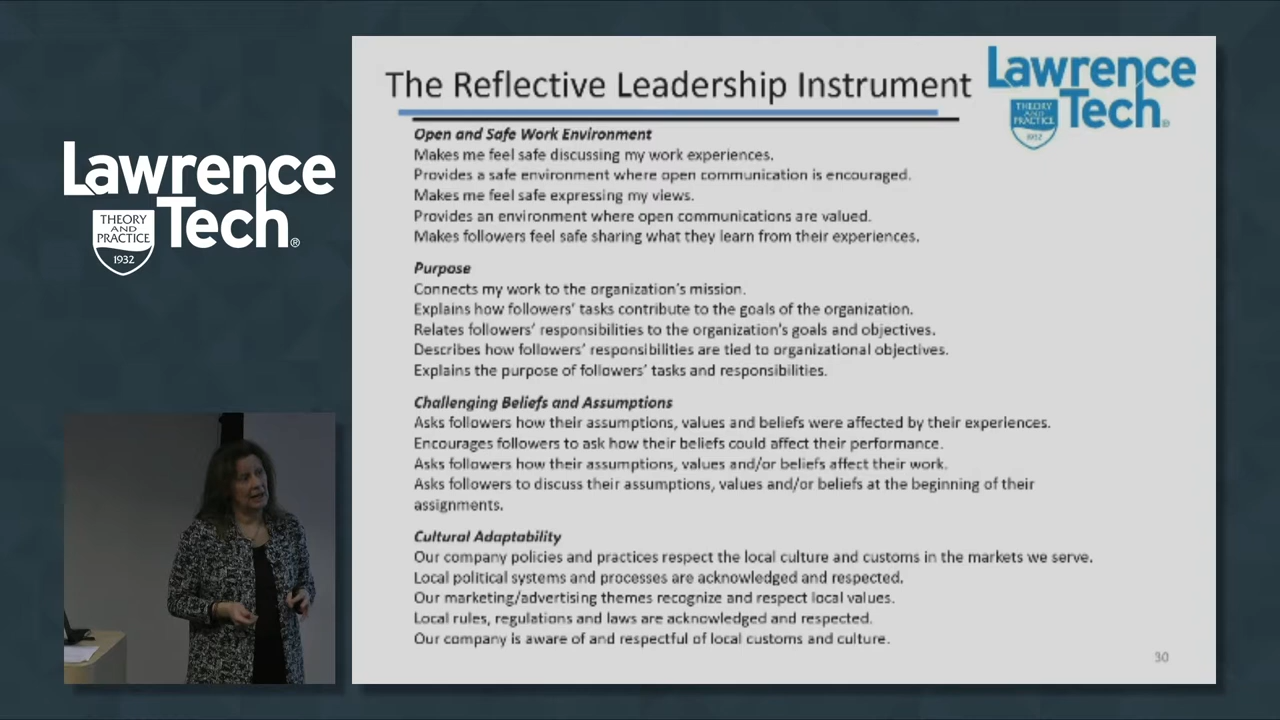 Lawrence
Tech®
THEORY
AND
PRACTICE
1932
The Reflective Leadership Instrument
Lawrence
Tech®
THEORY
AND
PRACTICE
1932
Open and Safe Work Environment
Makes me feel safe discussing my work experiences.
Provides a safe environment where open communication is encouraged.
Makes me feel safe expressing my views.
Provides an environment where open communications are valued.
Makes followers feel safe sharing what they learn from their experiences.
Purpose
Connects my work to the organization's mission.
Explains how followers' tasks contribute to the goals of the organization.
Relates followers' responsibilities to the organization's goals and objectives.
Describes how followers' responsibilities are tied to organizational objectives.
Explains the purpose of followers' tasks and responsibilities.
Challenging Beliefs and Assumptions
Asks followers how their assumptions, values and beliefs were affected by their experiences.
Encourages followers to ask how their beliefs could affect their performance.
Asks followers how their assumptions, values and/or beliefs affect their work.
Asks followers to discuss their assumptions, values and/or beliefs at the beginning of their
assignments.
Cultural Adaptability
Our company policies and practices respect the local culture and customs in the markets we serve.
Local political systems and processes are acknowledged and respected.
Our marketing/advertising themes recognize and respect local values.
Local rules, regulations and laws are acknowledged and respected.
Our company is aware of and respectful of local customs and culture.
30